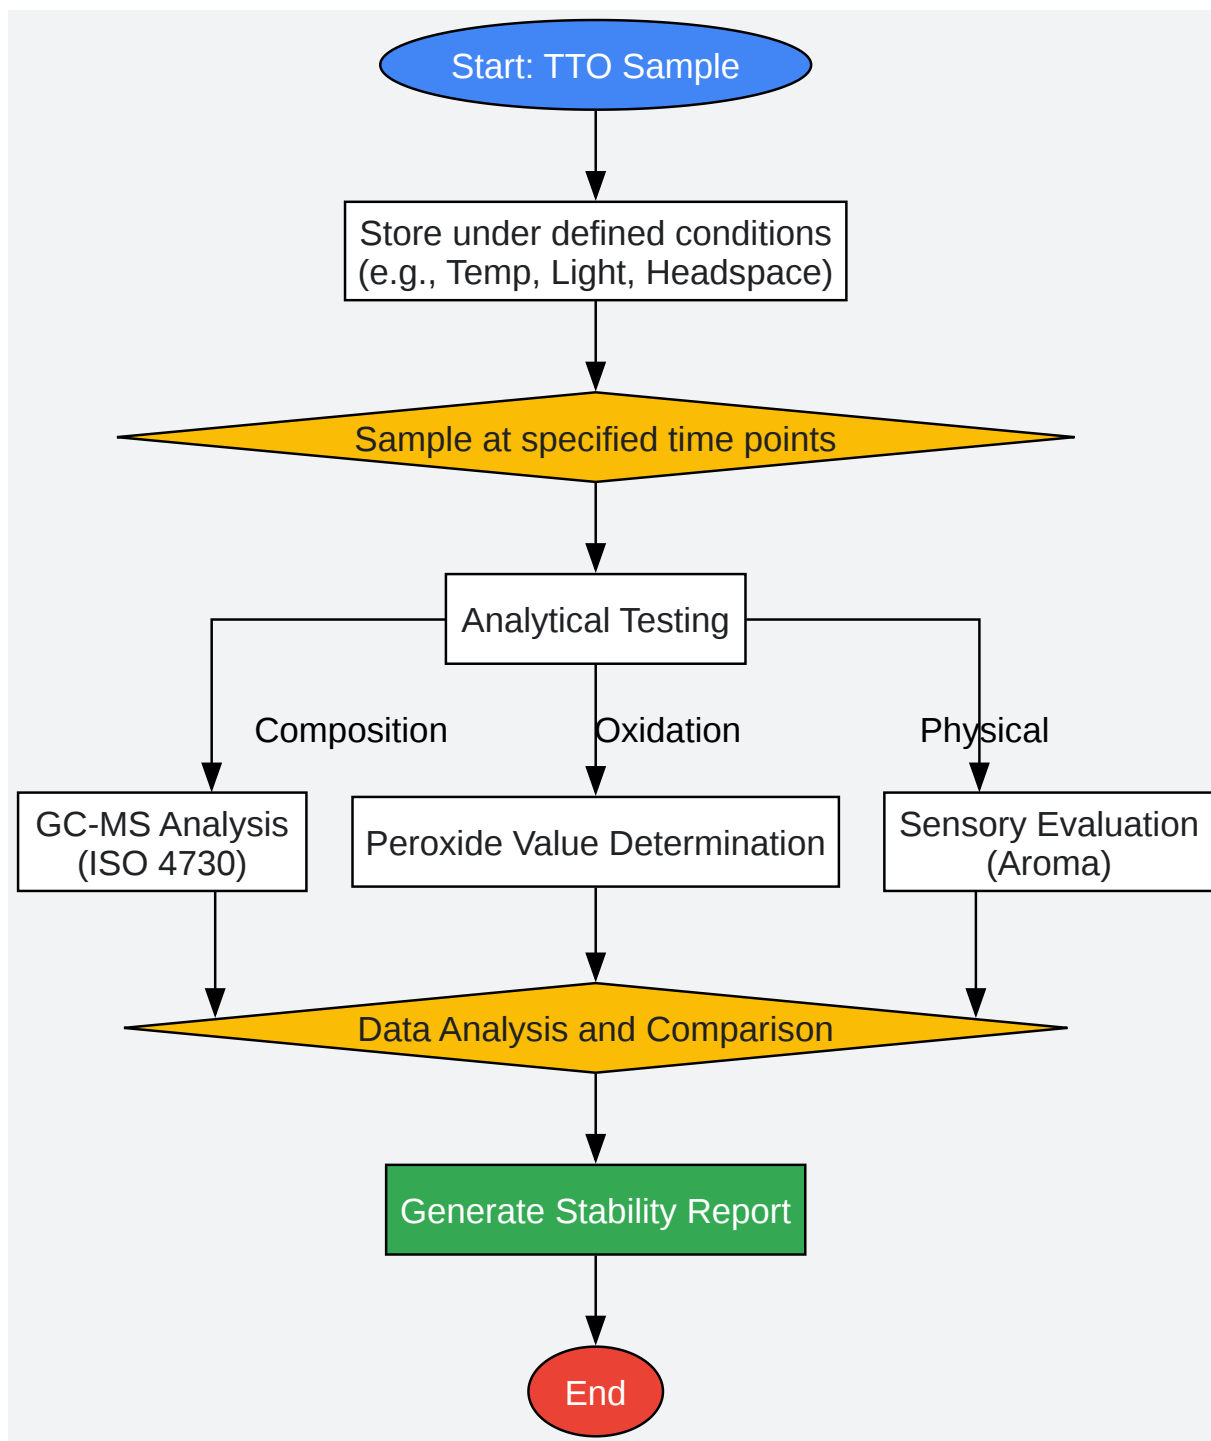 Start: TTO Sample
Store under defined conditions
(e.g., Temp, Light, Headspace)
Sample at specified time points
Analytical Testing
Composition
Oxidation
Physical
GC-MS Analysis
(ISO 4730)
Peroxide Value Determination
Sensory Evaluation
(Aroma)
Data Analysis and Comparison
Generate Stability Report
End